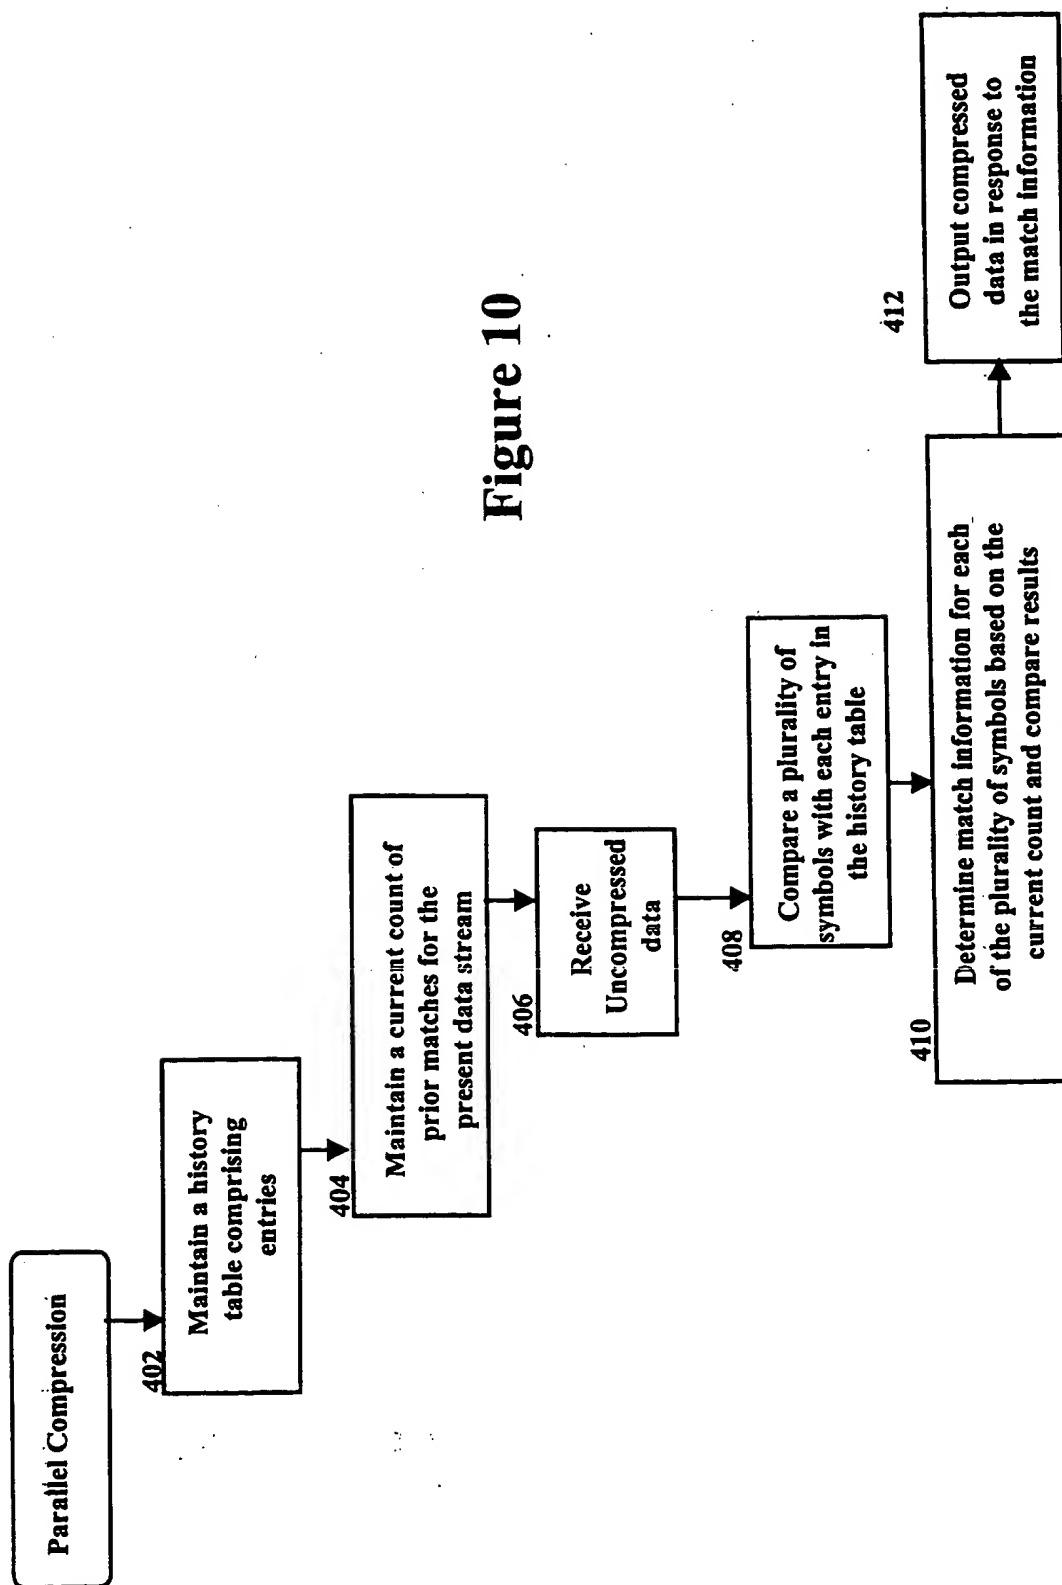 Parallel Compression
402
Maintain a history
table comprising
entries
404
Maintain a current count of
prior matches for the
present data stream
406
Receive
Uncompressed
data
408
Compare a plurality of
symbols with each entry in
the history table
410
Determine match information for each
of the plurality of symbols based on the
current count and compare results
412
Output compressed
data in response to
the match information
Figure 10